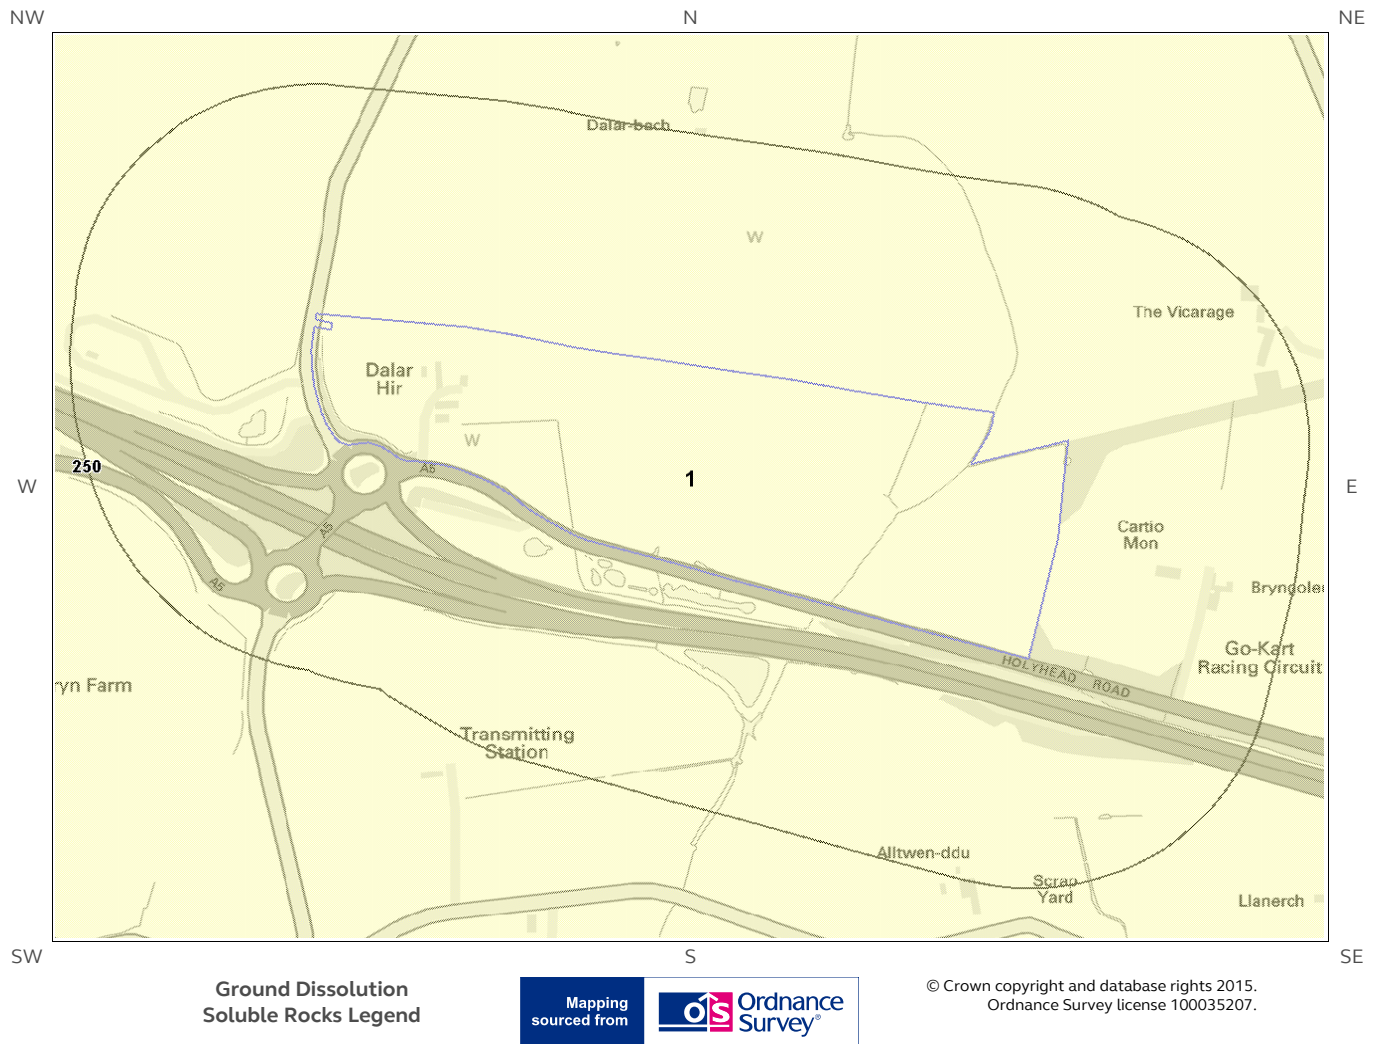 NW
N
NE
Dalar-bach
W
The Vicarage
Dalar
Hir
W
A5
250
W
1
E
A5
A5
Cartio
Mon
Go-Kart
Racing Circuit
HOLYHEAD ROAD
ryn Farm
Transmitting
Station
Alltwen-ddu
Scrap
Yard
Llanerch
SW
S
SE
Ground Dissolution
Soluble Rocks Legend
Mapping
sourced from
OS
Ordnance
Survey®
© Crown copyright and database rights 2015.
Ordnance Survey license 100035207.